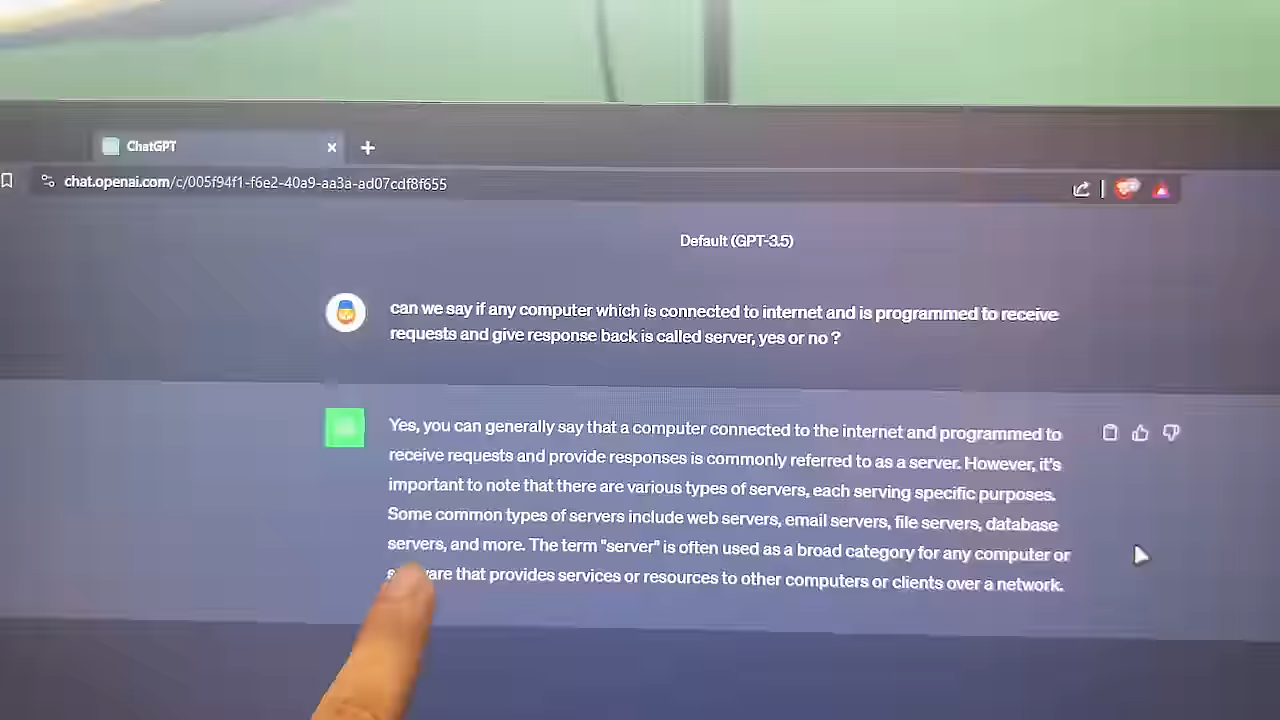 ChatGPT
chat.openai.com/c/005f94f1-f6e2-40a9-aa3a-ad07cdf8f655
Default (GPT-3.5)
can we say if any computer which is connected to internet and is programmed to receive
requests and give response back is called server, yes or no ?
Yes, you can generally say that a computer connected to the internet and programmed to
receive requests and provide responses is commonly referred to as a server. However, it's
important to note that there are various types of servers, each serving specific purposes.
Some common types of servers include web servers, email servers, file servers, database
servers, and more. The term "server" is often used as a broad category for any computer or
that provides services or resources to other computers or clients over a network.